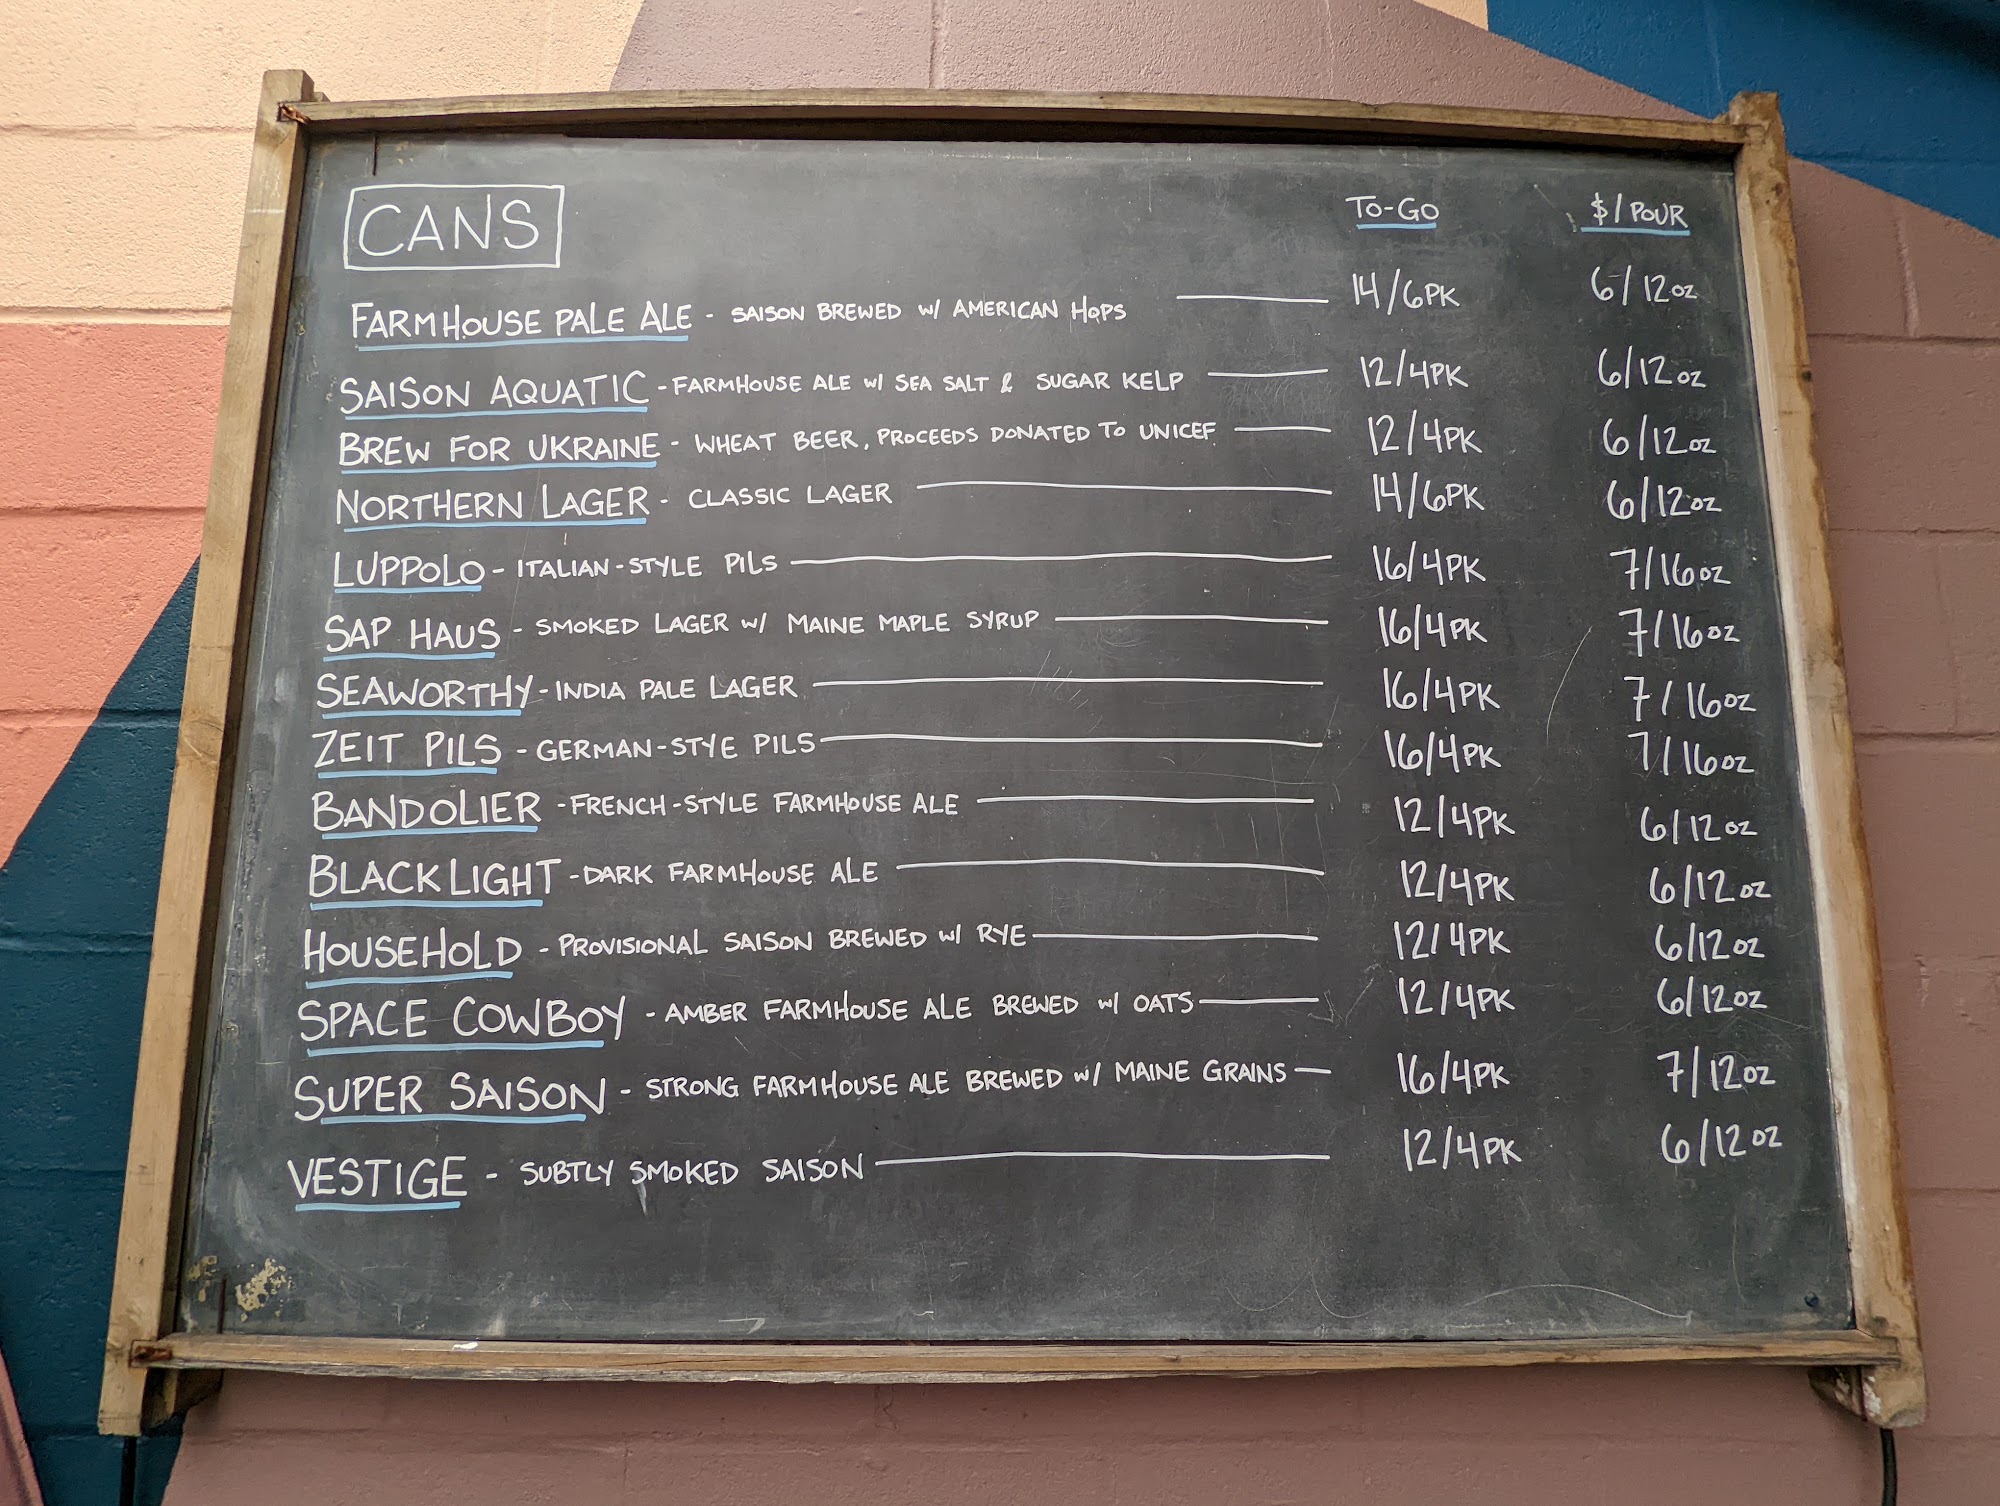 CANS TO-GO $/POUR
FARMHOUSE PALE ALE - SAISON BREWED W/ AMERICAN HOPS 14/6PK 6/12oz
SAISON AQUATIC - FARMHOUSE ALE W/ SEA SALT & SUGAR KELP 12/4PK 6/12oz
BREW FOR UKRAINE - WHEAT BEER, PROCEEDS DONATED TO UNICEF 12/4PK 6/12oz
NORTHERN LAGER - CLASSIC LAGER 14/6PK 6/12oz
LUPPOLO - ITALIAN-STYLE PILS 16/4PK 7/16oz
SAP HAUS - SMOKED LAGER W/ MAINE MAPLE SYRUP 16/4PK 7/16oz
SEAWORTHY - INDIA PALE LAGER 16/4PK 7/16oz
ZEIT PILS - GERMAN-STYE PILS 16/4PK 7/16oz
BANDOLIER - FRENCH-STYLE FARMHOUSE ALE 12/4PK 6/12oz
BLACK LIGHT - DARK FARMHOUSE ALE 12/4PK 6/12oz
HOUSEHOLD - PROVISIONAL SAISON BREWED W/ RYE 12/4PK 6/12oz
SPACE COWBOY - AMBER FARMHOUSE ALE BREWED W/ OATS 12/4PK 6/12oz
SUPER SAISON - STRONG FARMHOUSE ALE BREWED W/ MAINE GRAINS 16/4PK 7/12oz
VESTIGE - SUBTLY SMOKED SAISON 12/4PK 6/12oz